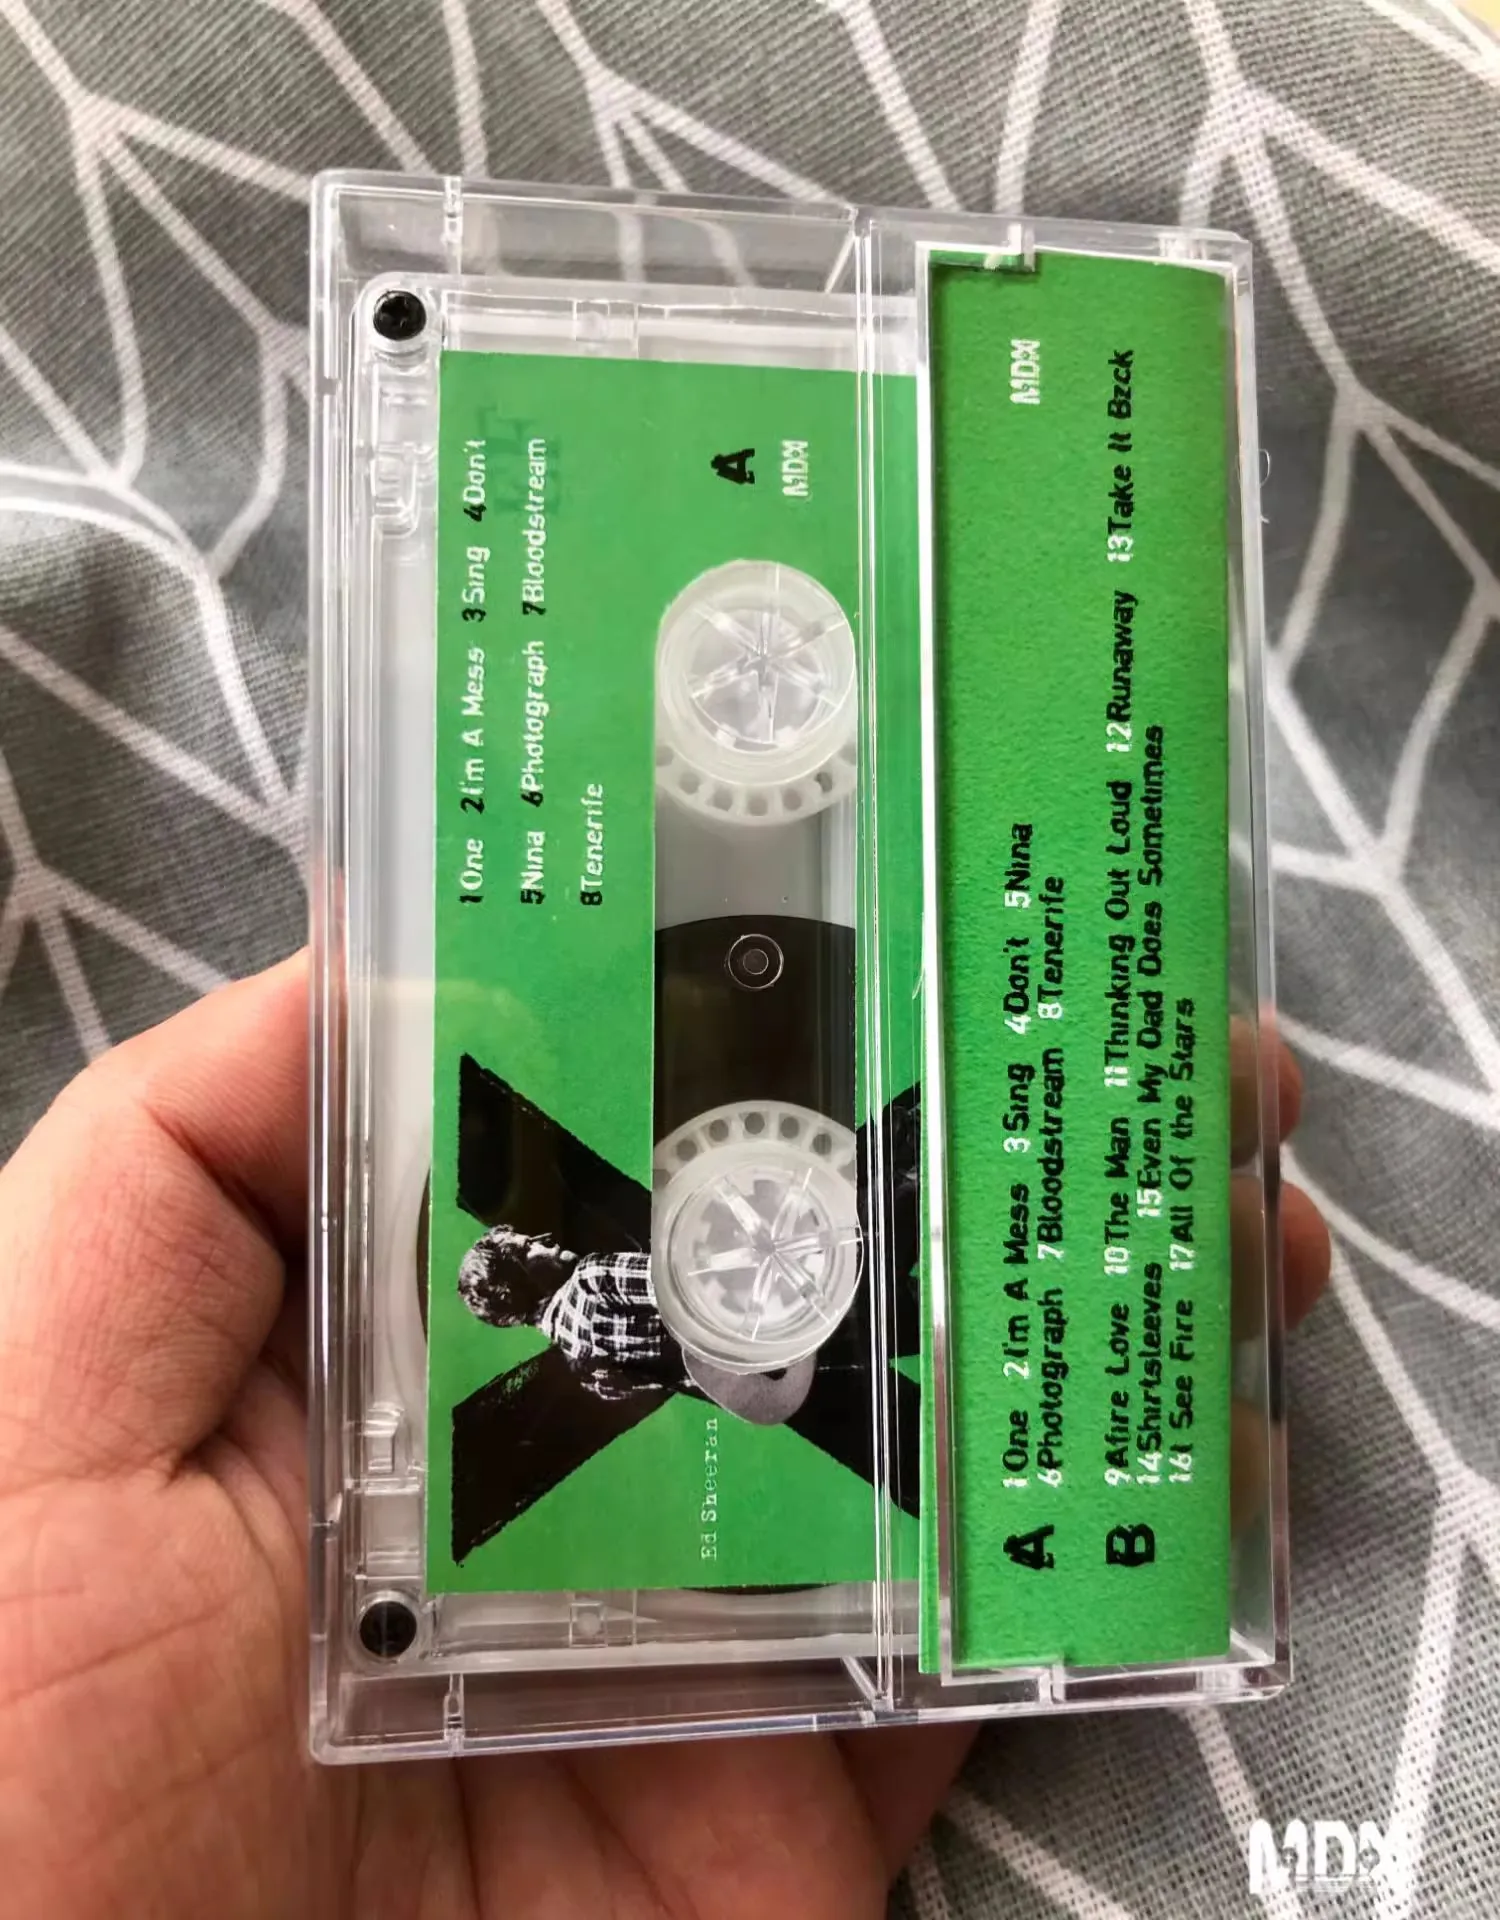 1One 2I'm A Mess 3Sing 4Don't
5Nina 6Photograph 7Bloodstream
8Tenerife
A
MDX
Ed Sheeran
MDX
A
1One 2I'm A Mess 3Sing 4Don't 5Nina
6Photograph 7Bloodstream 8Tenerife
B
9Afire Love 10The Man 11Thinking Out Loud 12Runaway 13Take It Bzck
14Shirtsleeves 15Even My Dad Does Sometimes
16I See Fire 17All Of the Stars
MDX